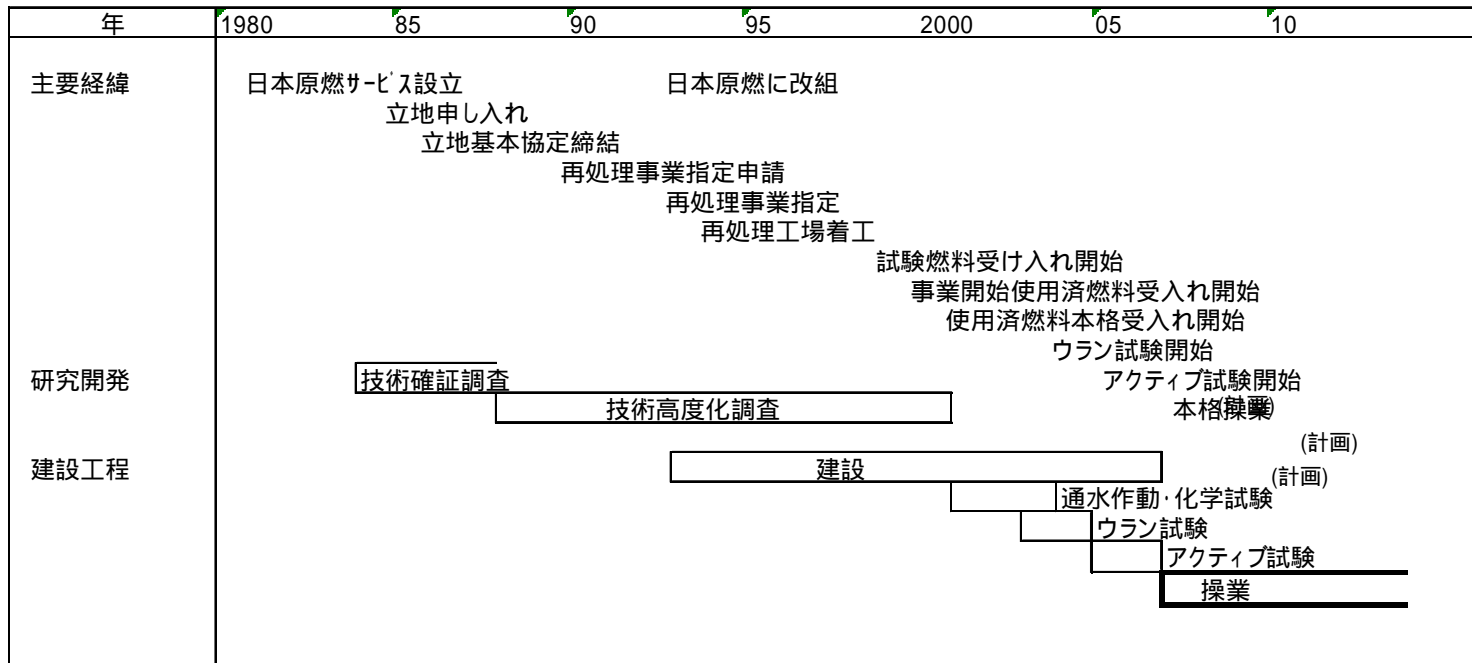 年 1980 85 90 95 2000 05 10
主要経緯 日本原燃ｻｰﾋﾞｽ設立 日本原燃に改組
立地申し入れ
立地基本協定締結
再処理事業指定申請
再処理事業指定
再処理工場着工
試験燃料受け入れ開始
事業開始使用済燃料受入れ開始
使用済燃料本格受入れ開始
ウラン試験開始
研究開発 技術確証調査 アクティブ試験開始
技術高度化調査 本格操業(計画)
(計画)
建設工程 建設 (計画)
通水作動･化学試験
ウラン試験
アクティブ試験
操業